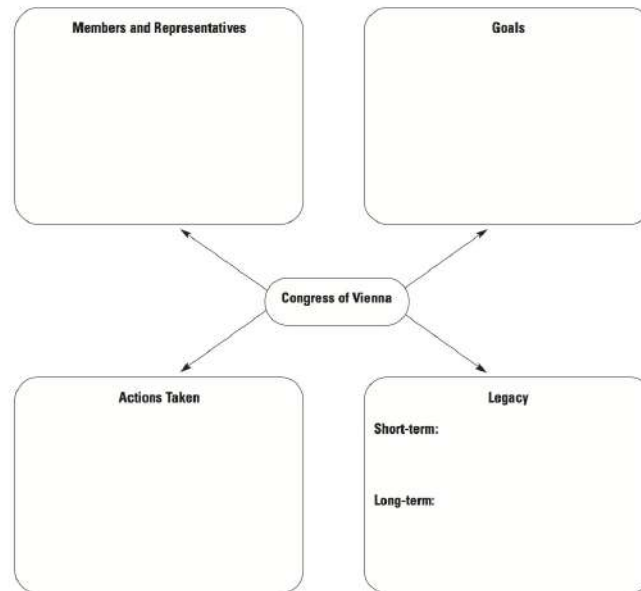 Members and Representatives
Goals
Congress of Vienna
Actions Taken
Legacy
Short-term:
Long-term: